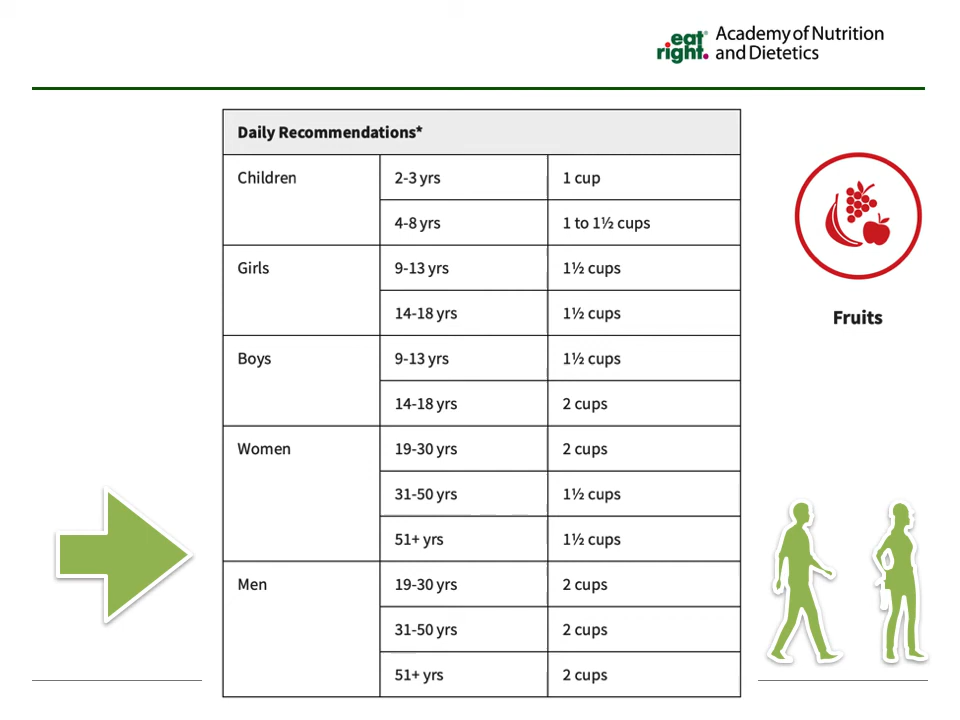 eat right. Academy of Nutrition
and Dietetics
Daily Recommendations*
Children 2-3 yrs 1 cup
4-8 yrs 1 to 1½ cups
Girls 9-13 yrs 1½ cups
14-18 yrs 1½ cups
Boys 9-13 yrs 1½ cups
14-18 yrs 2 cups
Women 19-30 yrs 2 cups
31-50 yrs 1½ cups
51+ yrs 1½ cups
Men 19-30 yrs 2 cups
31-50 yrs 2 cups
51+ yrs 2 cups
Fruits